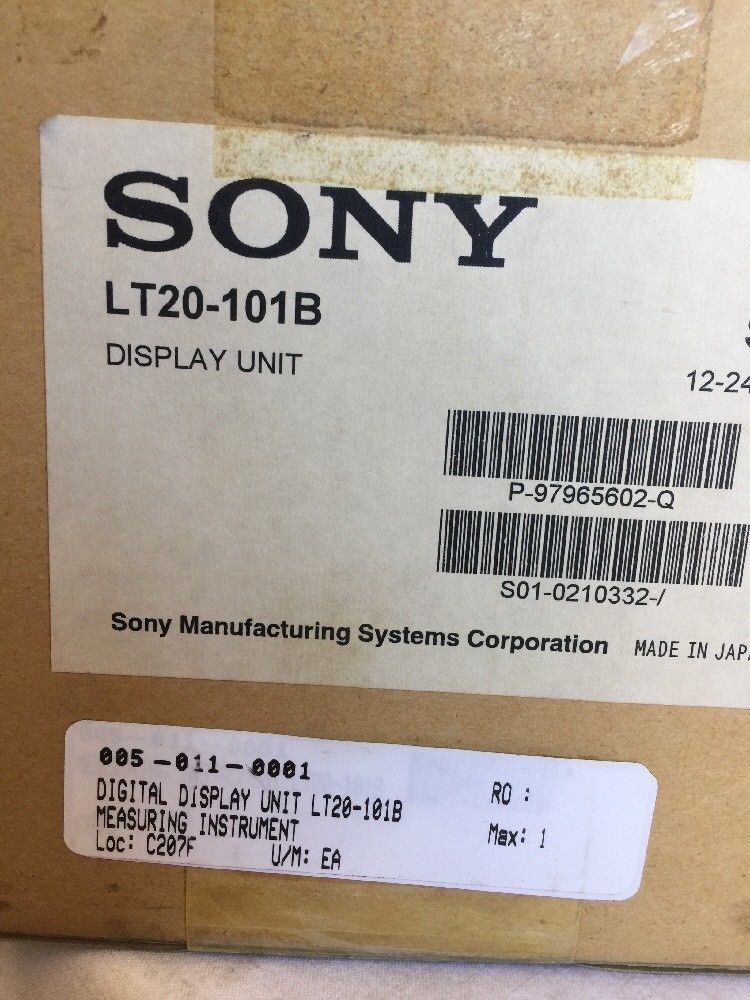 SONY
LT20-101B
DISPLAY UNIT
12-24
P-97965602-Q
S01-0210332-/
Sony Manufacturing Systems Corporation MADE IN JAPA
005-011-0001
DIGITAL DISPLAY UNIT LT20-101B
MEASURING INSTRUMENT
Loc: C207F U/M: EA
RO :
Max: 1